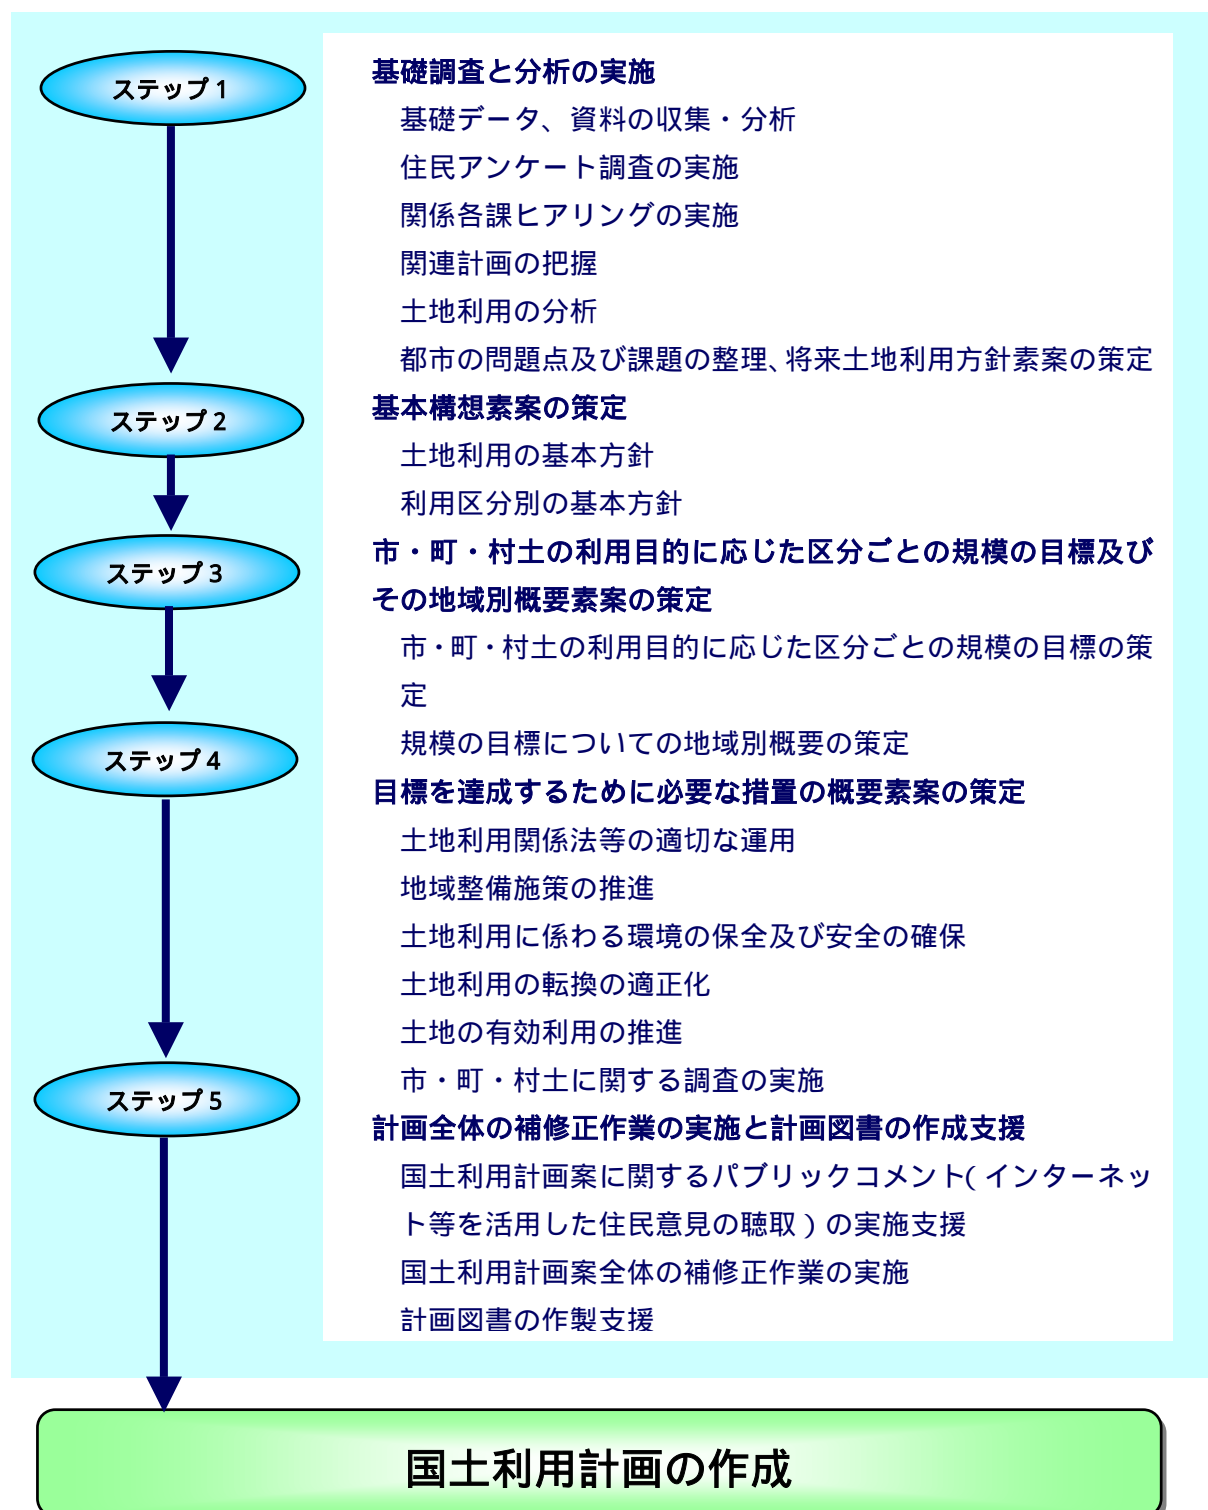 ステップ１
基礎調査と分析の実施
基礎データ、資料の収集・分析
住民アンケート調査の実施
関係各課ヒアリングの実施
関連計画の把握
土地利用の分析
都市の問題点及び課題の整理、将来土地利用方針素案の策定
ステップ２
基本構想素案の策定
土地利用の基本方針
利用区分別の基本方針
ステップ３
市・町・村土の利用目的に応じた区分ごとの規模の目標及び
その地域別概要素案の策定
市・町・村土の利用目的に応じた区分ごとの規模の目標の策
定
規模の目標についての地域別概要の策定
ステップ４
目標を達成するために必要な措置の概要素案の策定
土地利用関係法等の適切な運用
地域整備施策の推進
土地利用に係わる環境の保全及び安全の確保
土地利用の転換の適正化
土地の有効利用の推進
市・町・村土に関する調査の実施
ステップ５
計画全体の補修正作業の実施と計画図書の作成支援
国土利用計画案に関するパブリックコメント（インターネッ
ト等を活用した住民意見の聴取）の実施支援
国土利用計画案全体の補修正作業の実施
計画図書の作製支援
国土利用計画の作成